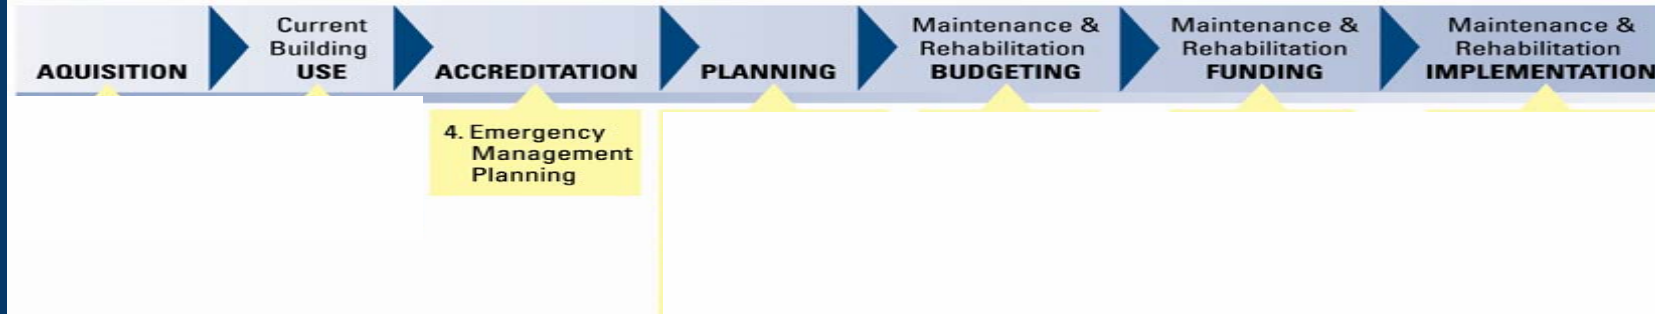 AQUISITION
Current
Building
USE
ACCREDITATION
PLANNING
Maintenance &
Rehabilitation
BUDGETING
Maintenance &
Rehabilitation
FUNDING
Maintenance &
Rehabilitation
IMPLEMENTATION
4. Emergency
Management
Planning